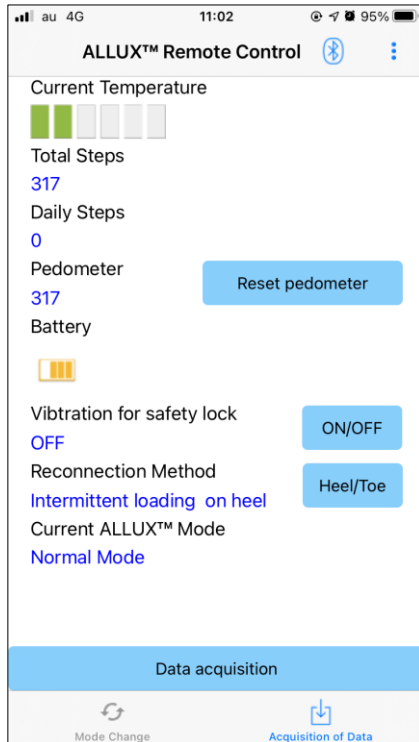 au 4G 11:02 95%
ALLUX™ Remote Control
Current Temperature
Total Steps
317
Daily Steps
0
Pedometer
317
Reset pedometer
Battery
Vibtration for safety lock
OFF
ON/OFF
Reconnection Method
Intermittent loading on heel
Heel/Toe
Current ALLUX™ Mode
Normal Mode
Data acquisition
Mode Change
Acquisition of Data